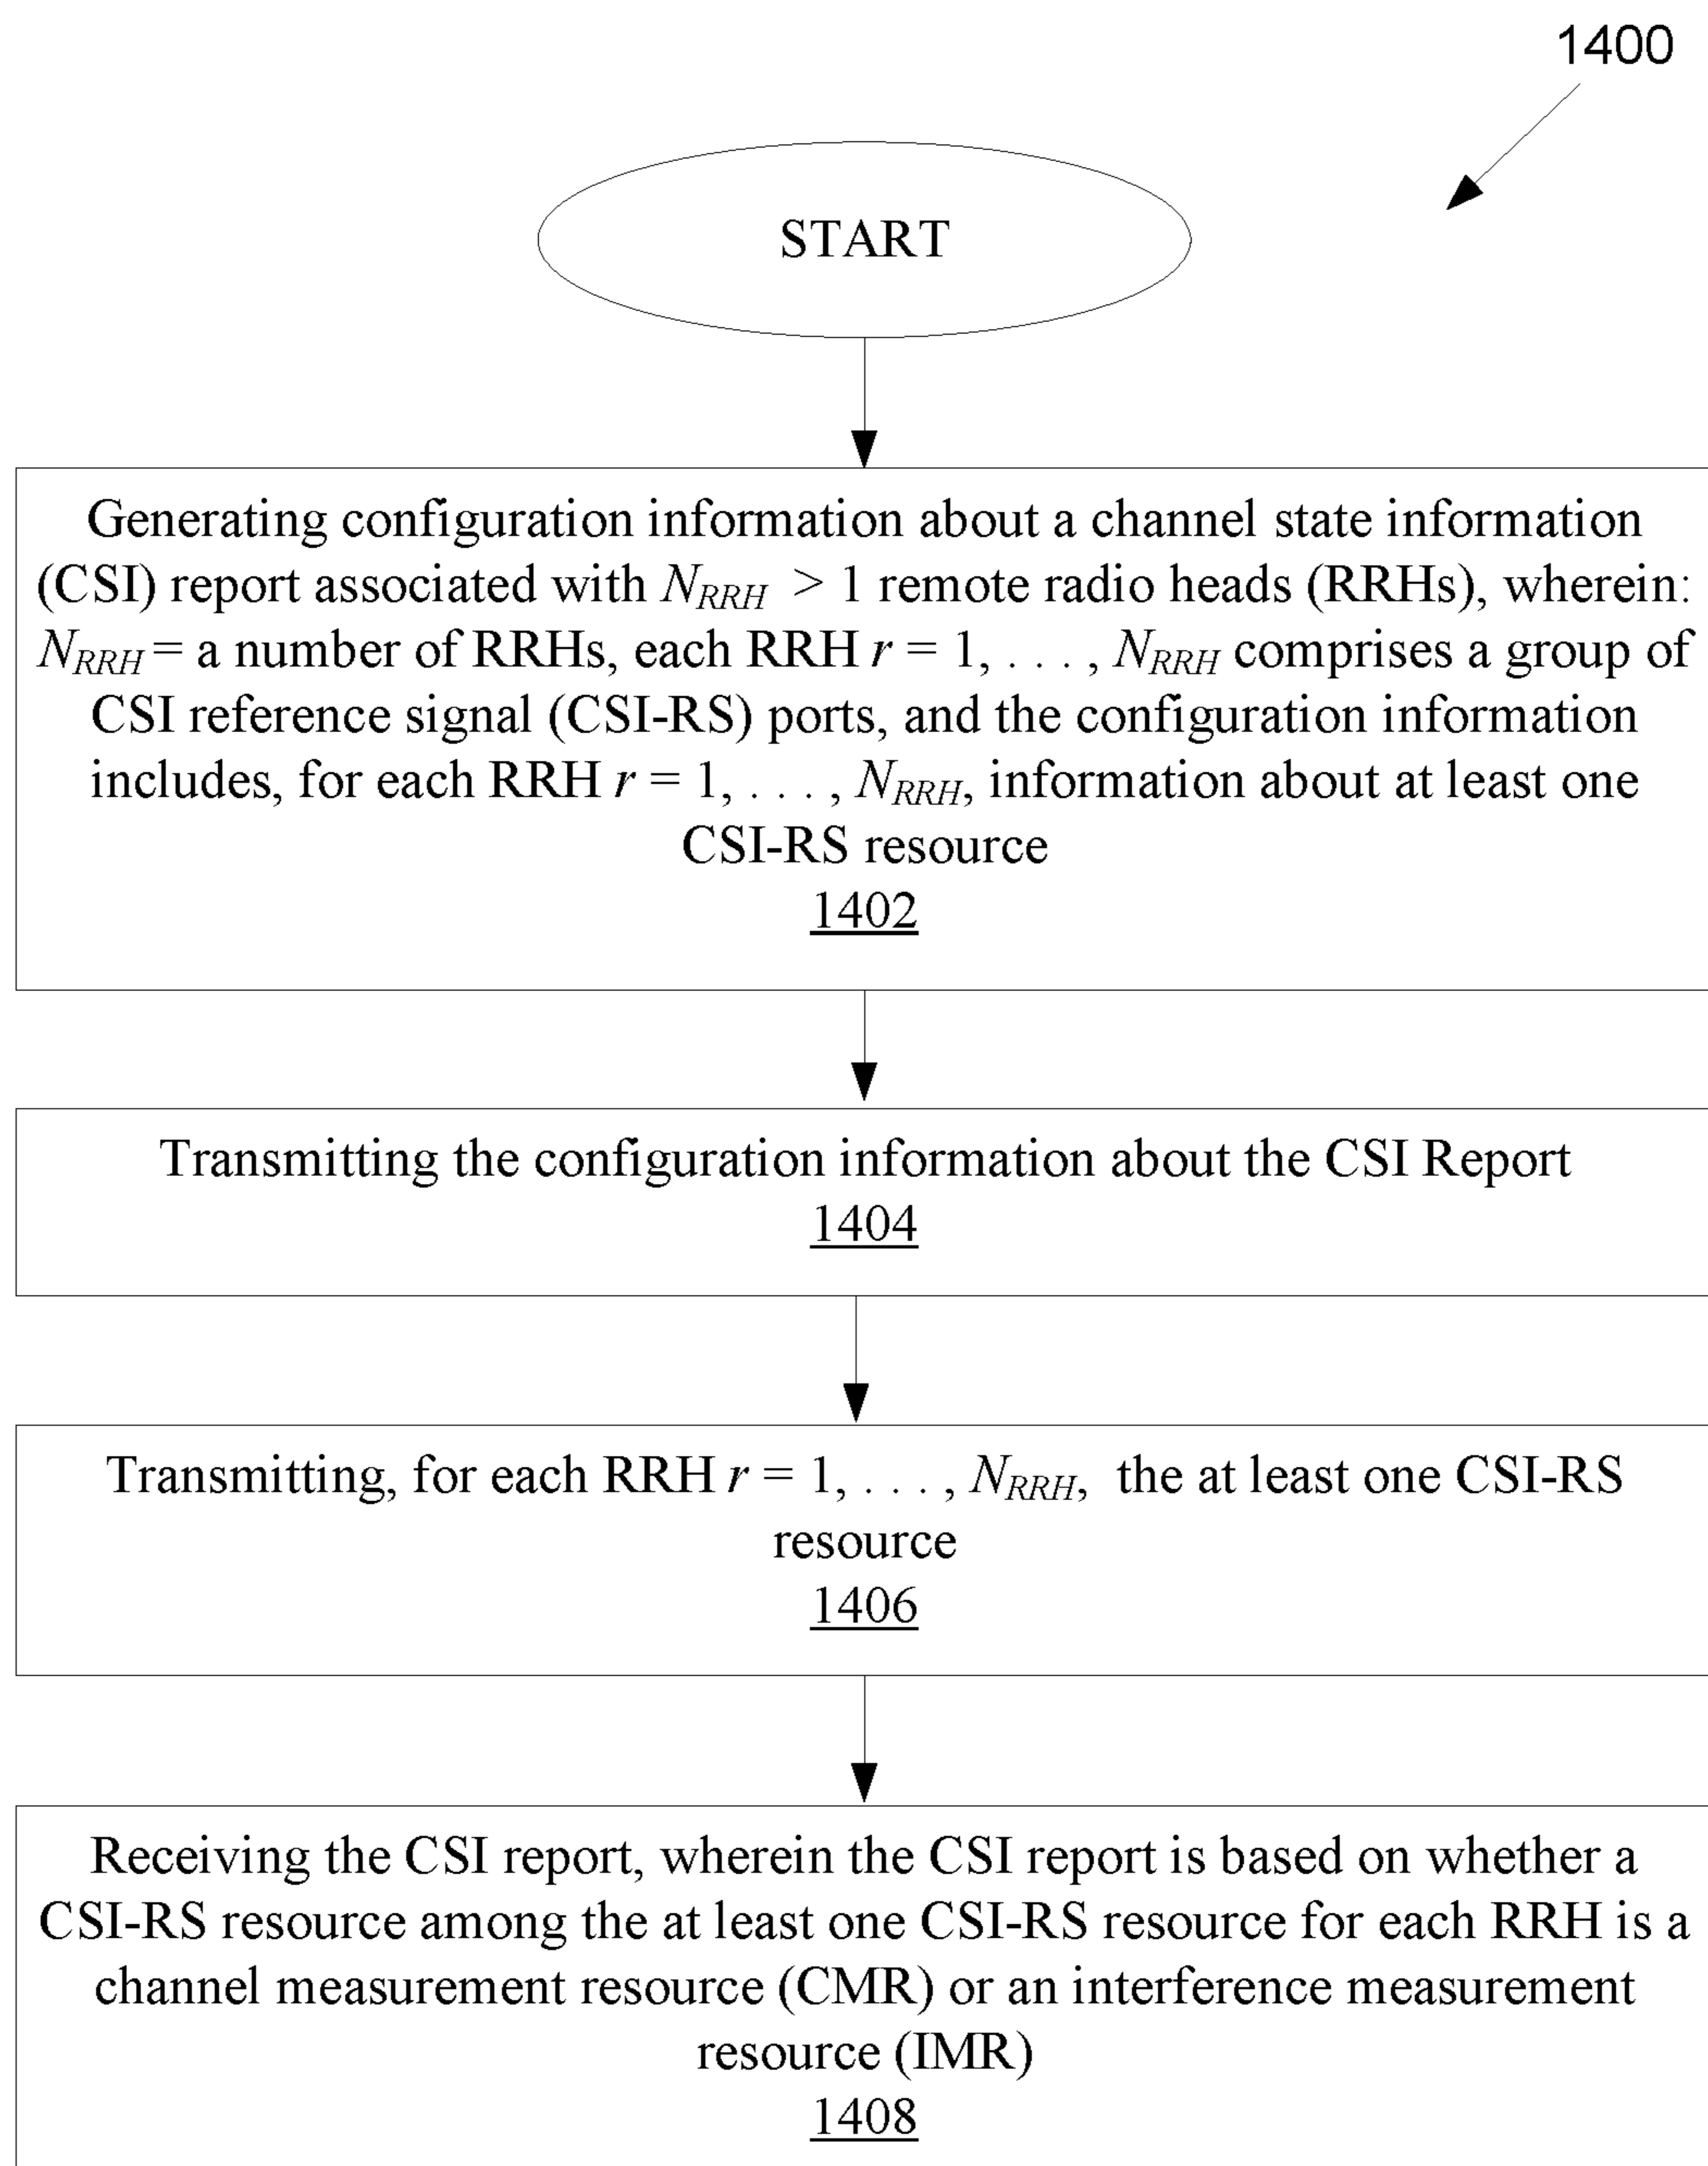 1400
START
Generating configuration information about a channel state information
(CSI) report associated with N_RRH > 1 remote radio heads (RRHs), wherein:
N_RRH = a number of RRHs, each RRH r = 1, . . . , N_RRH comprises a group of
CSI reference signal (CSI-RS) ports, and the configuration information
includes, for each RRH r = 1, . . . , N_RRH, information about at least one
CSI-RS resource
1402
Transmitting the configuration information about the CSI Report
1404
Transmitting, for each RRH r = 1, . . . , N_RRH, the at least one CSI-RS
resource
1406
Receiving the CSI report, wherein the CSI report is based on whether a
CSI-RS resource among the at least one CSI-RS resource for each RRH is a
channel measurement resource (CMR) or an interference measurement
resource (IMR)
1408